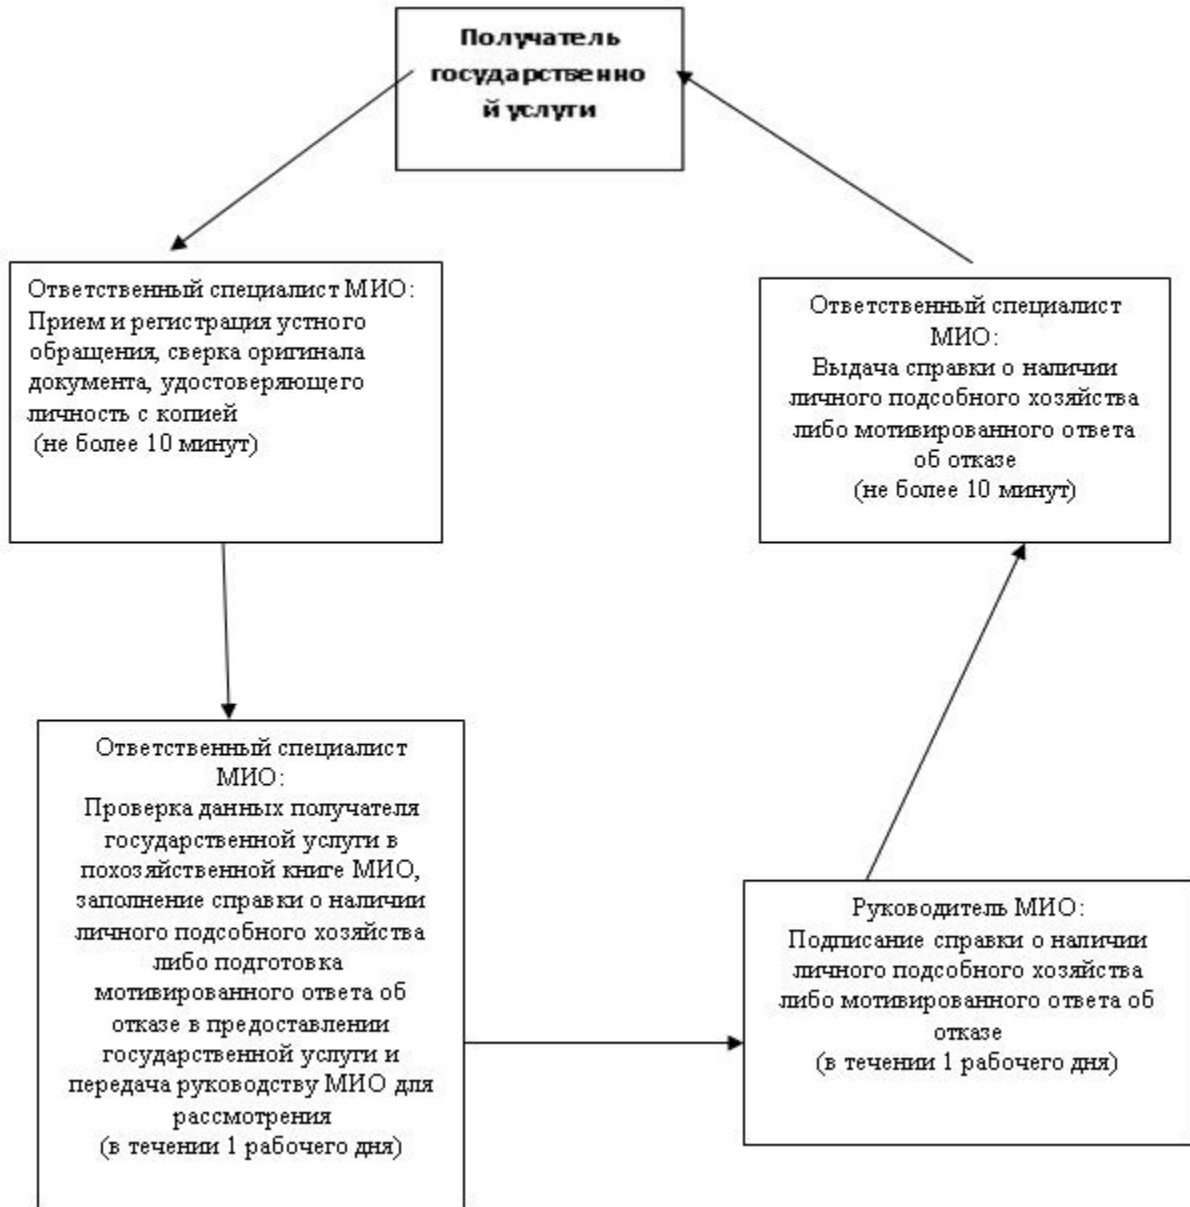 Получатель
государственно
й услуги
Ответственный специалист МИО:
Прием и регистрация устного
обращения, сверка оригинала
документа, удостоверяющего
личность с копией
(не более 10 минут)
Ответственный специалист
МИО:
Проверка данных получателя
государственной услуги в
похозяйственной книге МИО,
заполнение справки о наличии
личного подсобного хозяйства
либо подготовка
мотивированного ответа об
отказе в предоставлении
государственной услуги и
передача руководству МИО для
рассмотрения
(в течении 1 рабочего дня)
Руководитель МИО:
Подписание справки о наличии
личного подсобного хозяйства
либо мотивированного ответа об
отказе
(в течении 1 рабочего дня)
Ответственный специалист
МИО:
Выдача справки о наличии
личного подсобного хозяйства
либо мотивированного ответа
об отказе
(не более 10 минут)